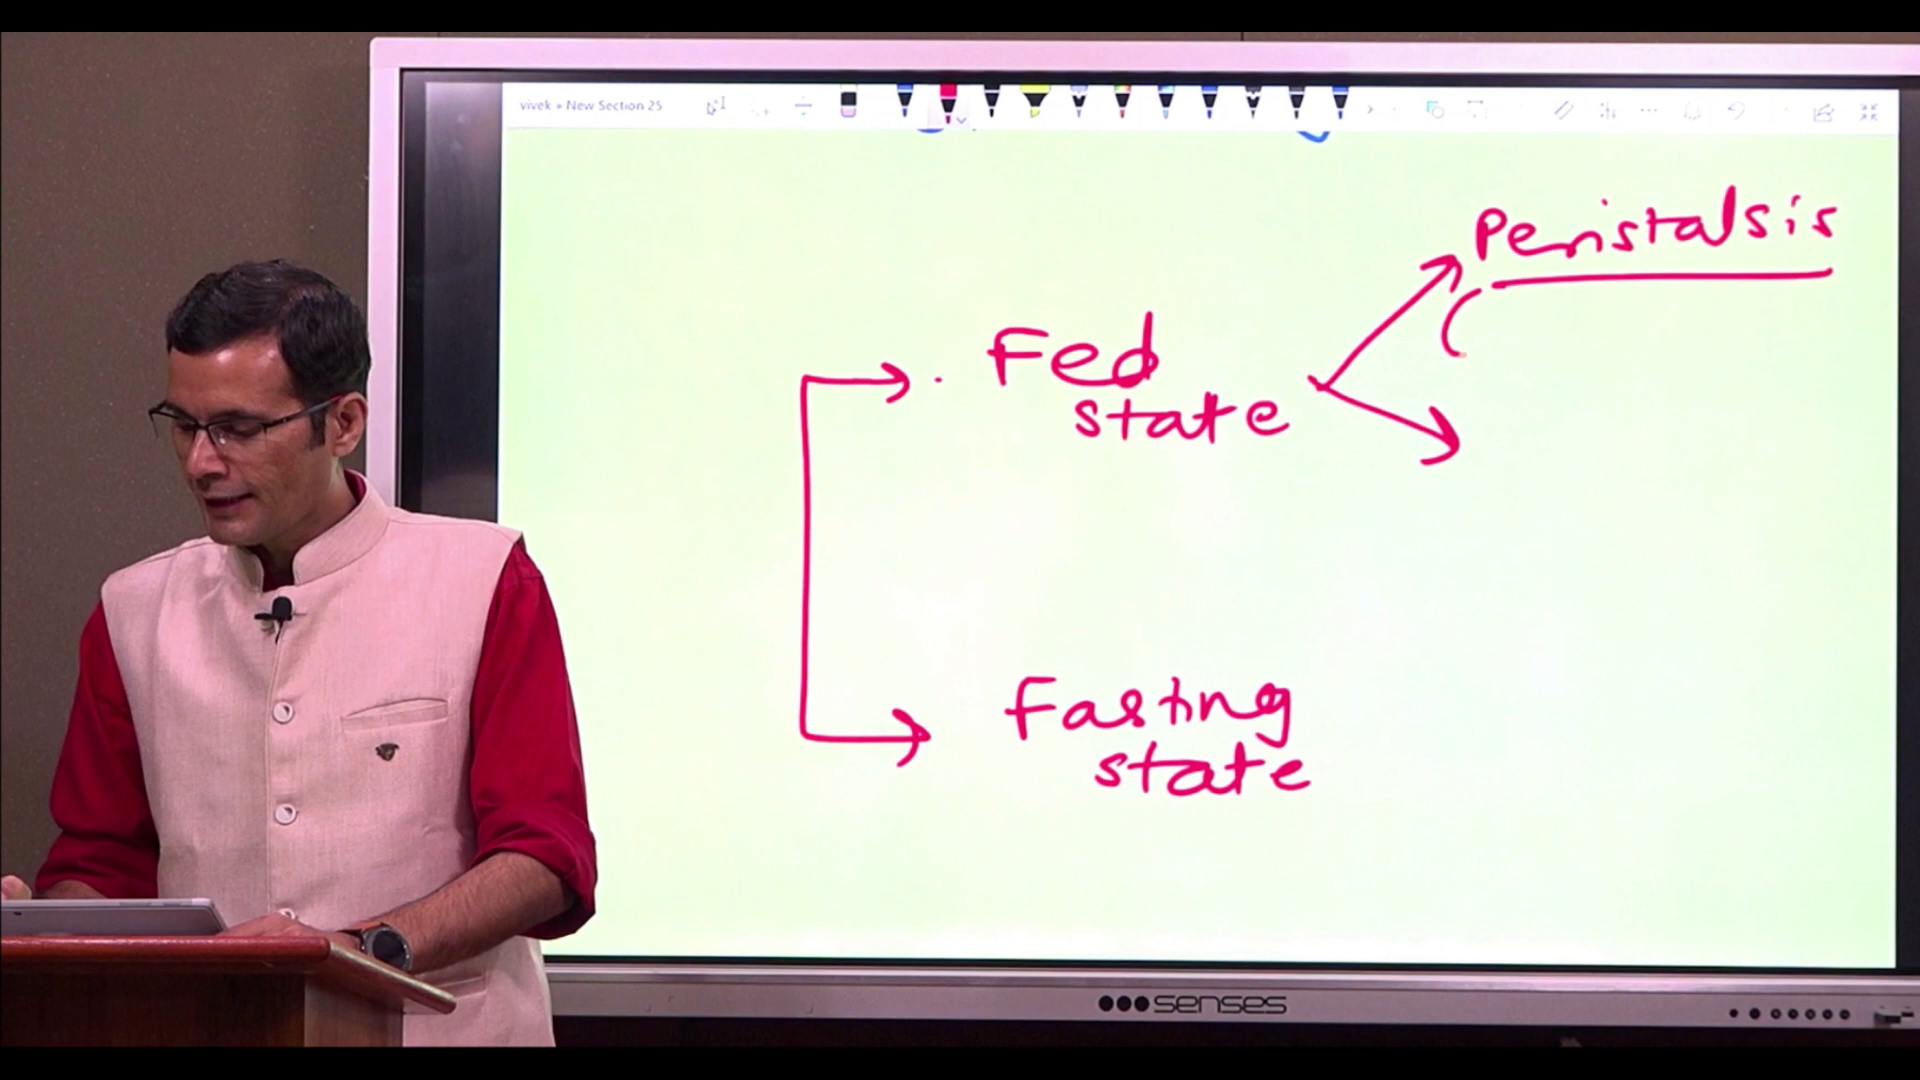 vivek » New Section 25
Peristalsis
(
Fed
state
Fasting
state
senses